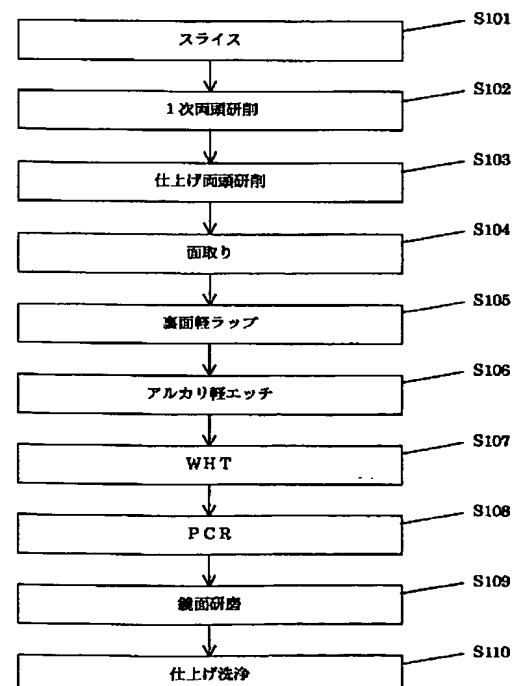 スライス S101
1次両頭研削 S102
仕上げ両頭研削 S103
面取り S104
裏面軽ラップ S105
アルカリ軽エッチ S106
WHT S107
PCR S108
鏡面研磨 S109
仕上げ洗浄 S110